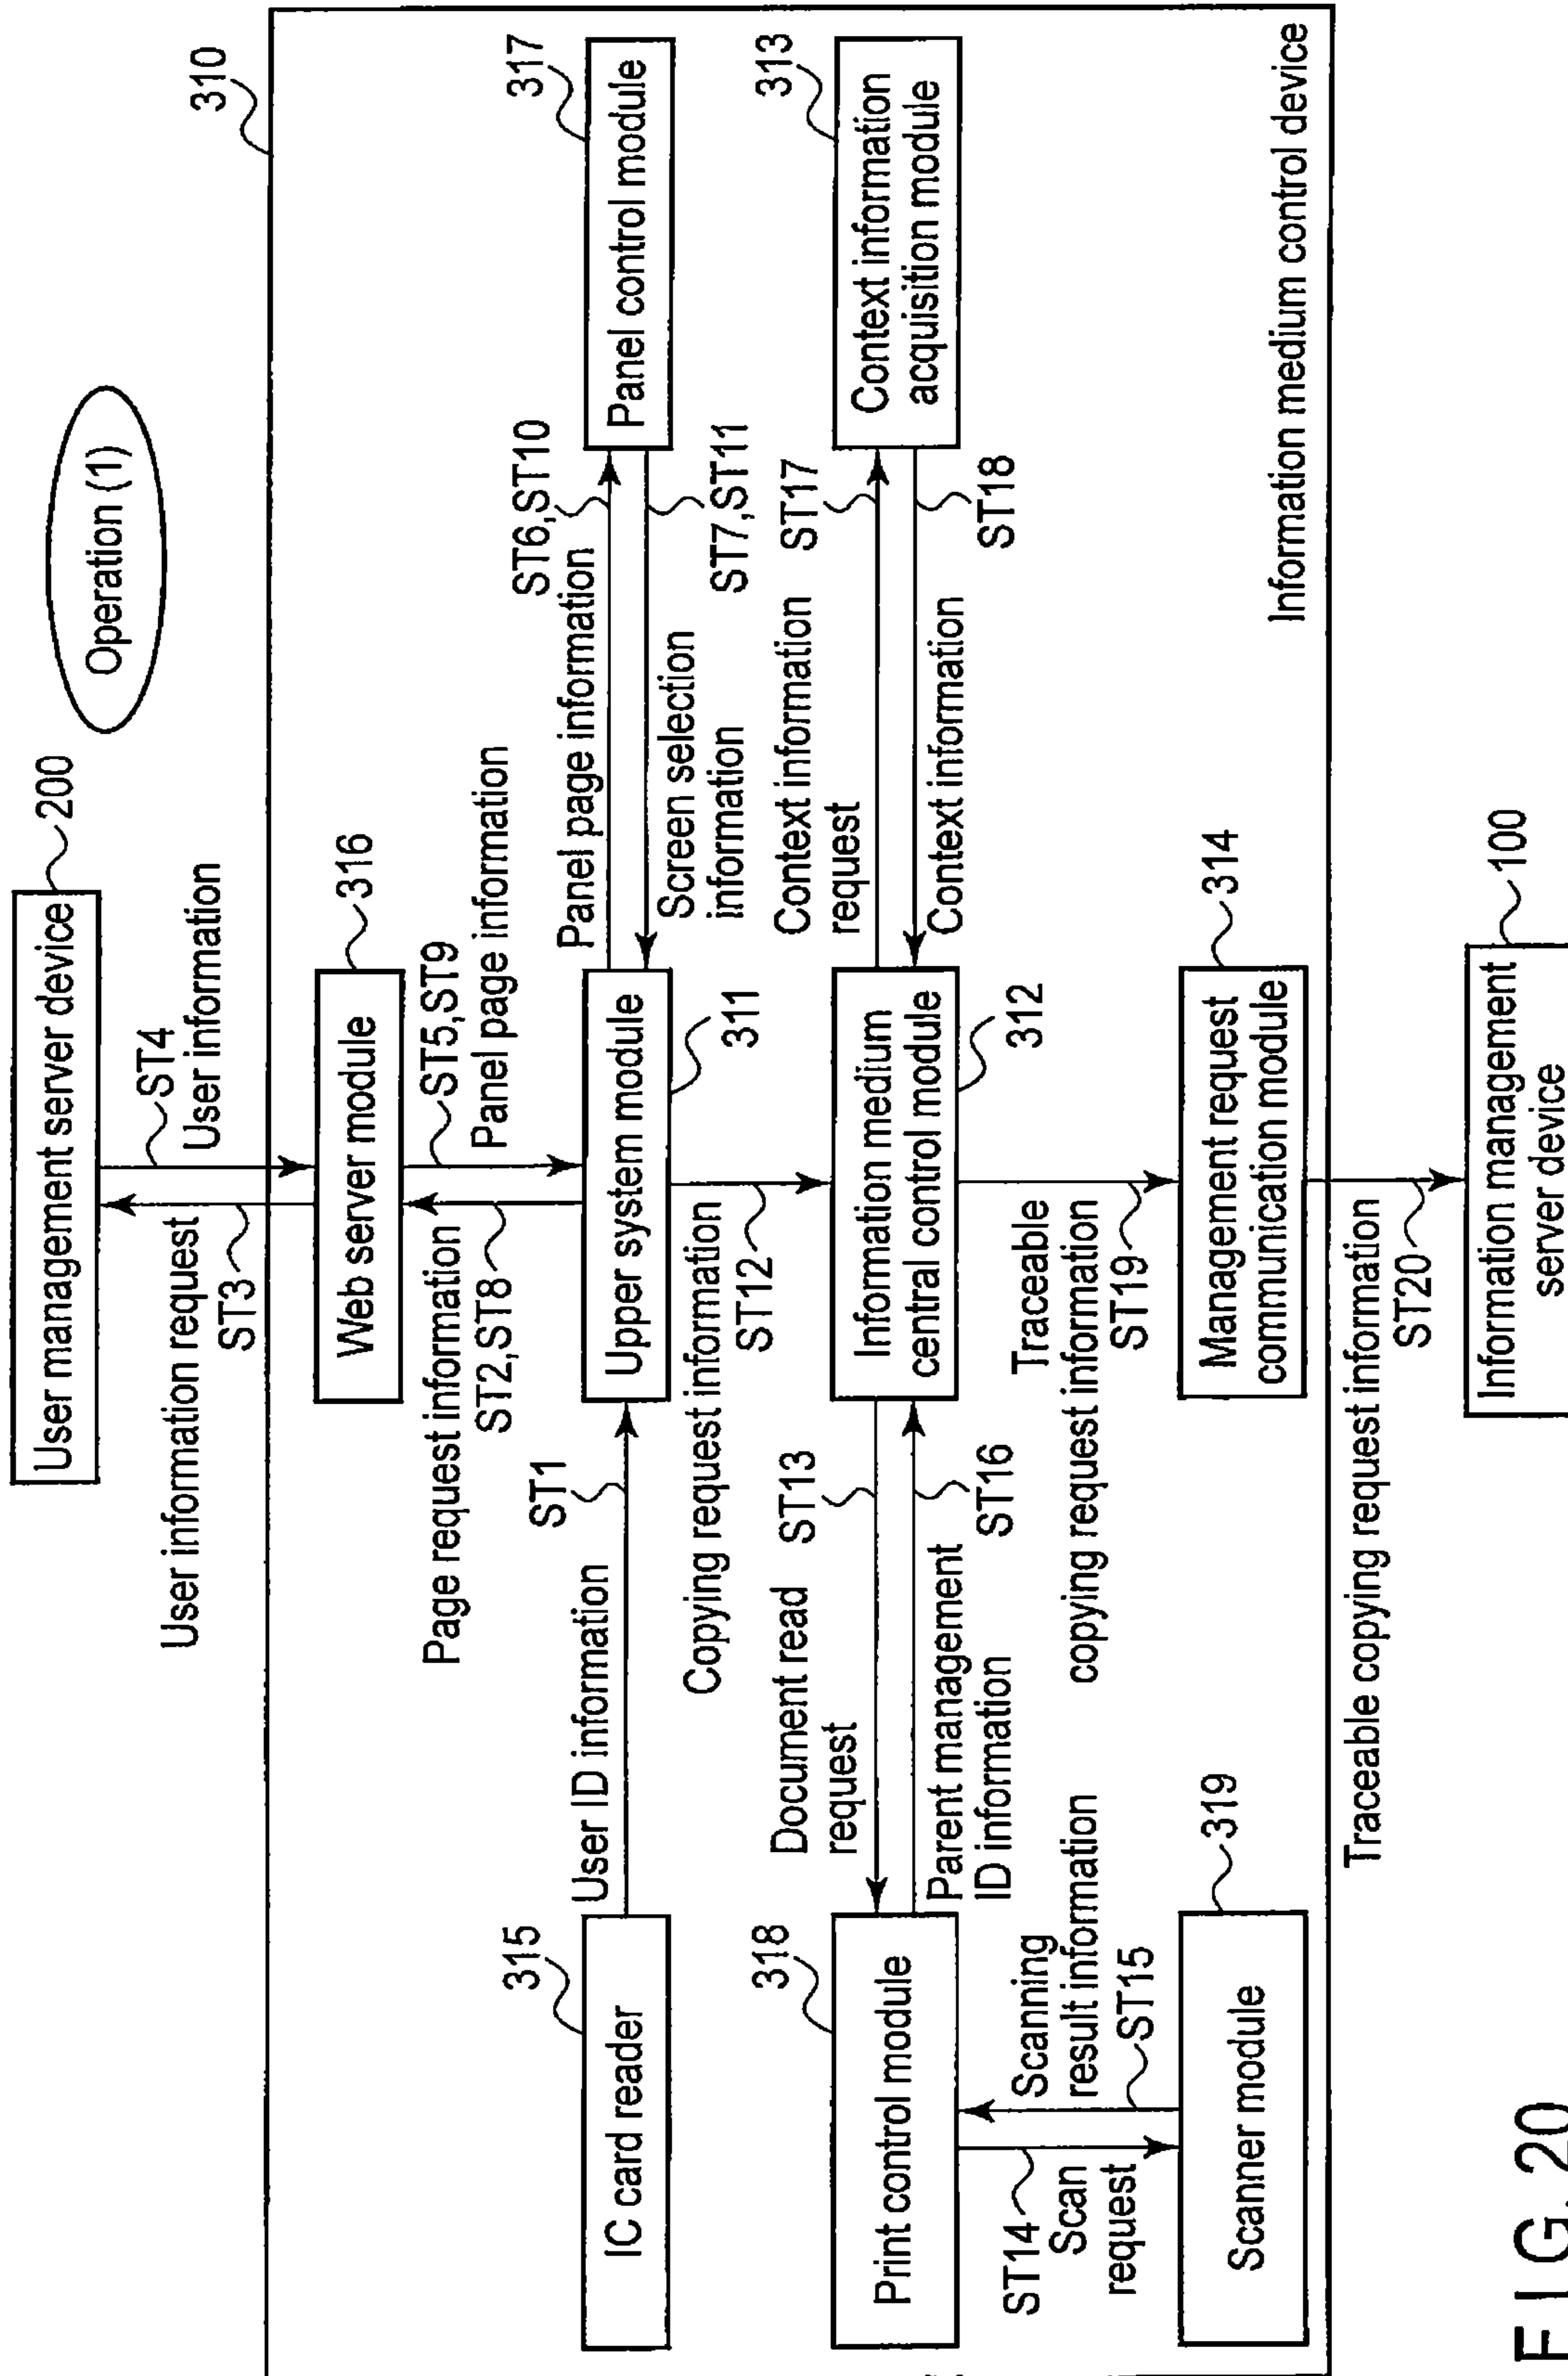 Operation (1)
User management server device
200
User information request
ST3
ST4
User information
310
Web server module
316
Page request information
ST2,ST8
ST5,ST9
Panel page information
IC card reader
315
User ID information
ST1
Upper system module
311
Panel page information
ST6,ST10
Screen selection
information
ST7,ST11
Panel control module
317
Copying request information
ST12
Print control module
318
Document read
request
ST13
Parent management
ID information
ST16
Information medium
central control module
312
Context information
request
ST17
Context information
ST18
Context information
acquisition module
313
ST14
Scan
request
Scanning
result information
ST15
Scanner module
319
Traceable
copying request information
ST19
Management request
communication module
314
Information medium control device
Traceable copying request information
ST20
Information management
server device
100
FIG. 20